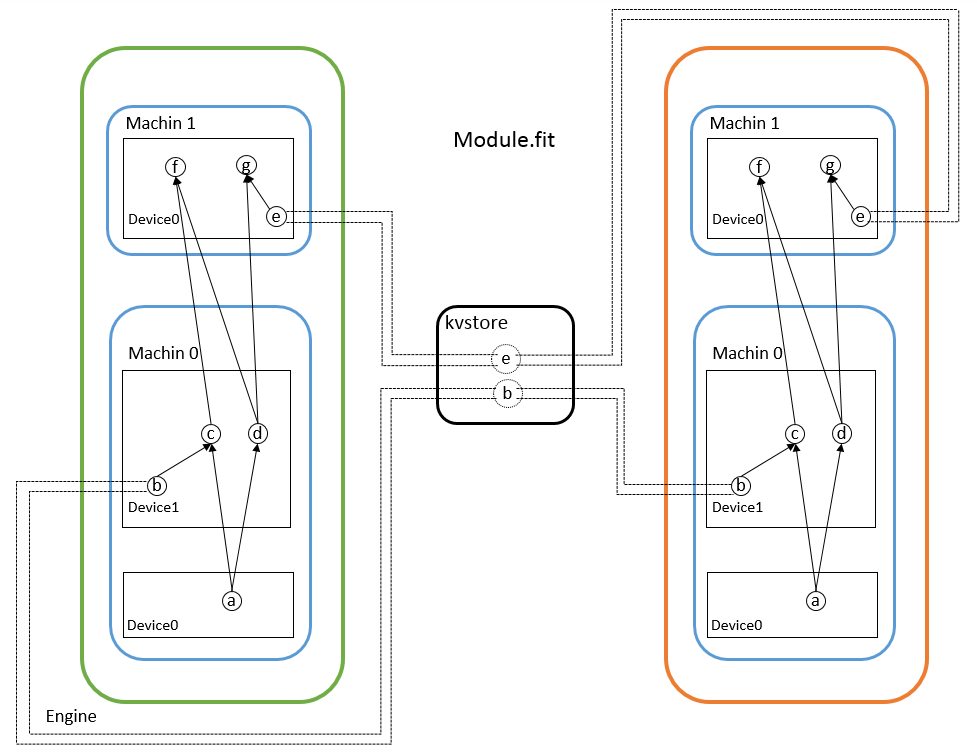 Module.fit
Machin 1
f
g
e
Device0
Machin 0
c
d
b
Device1
a
Device0
Engine
kvstore
e
b
Machin 1
f
g
e
Device0
Machin 0
c
d
b
Device1
a
Device0